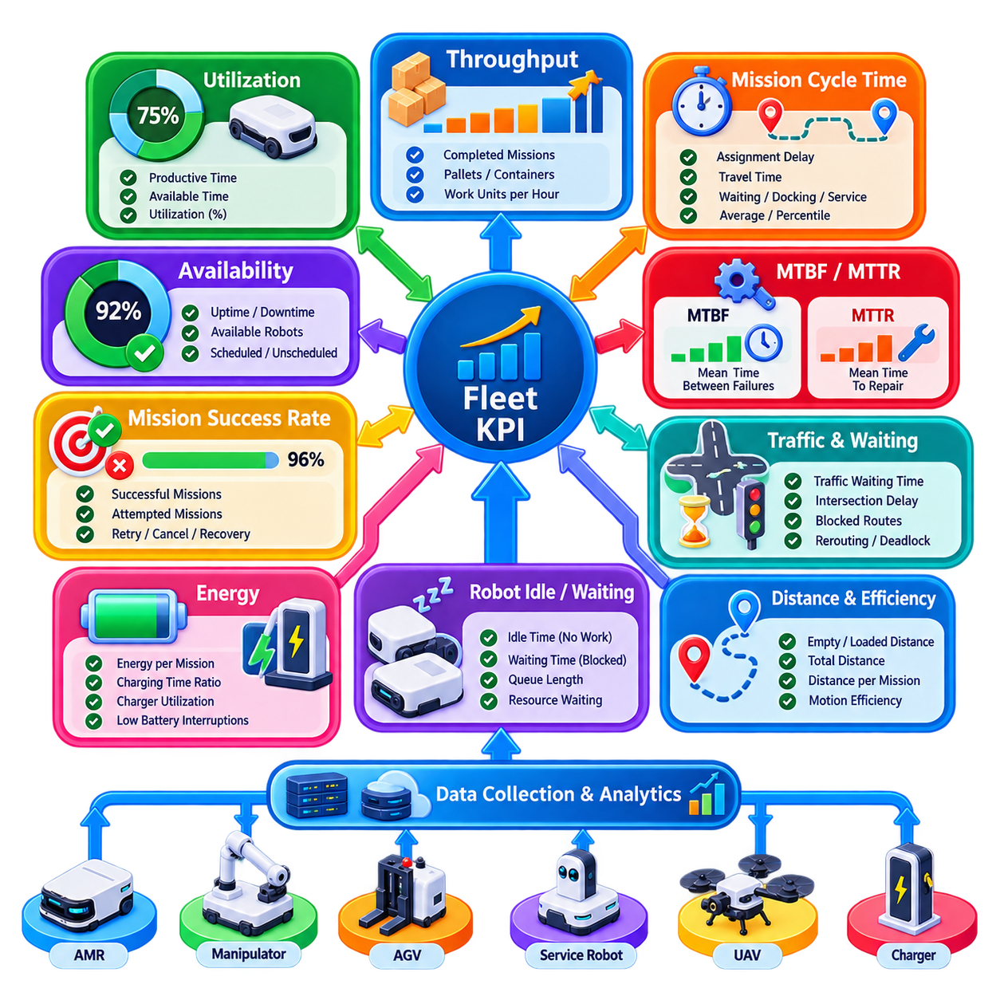 Utilization
75%
Productive Time
Available Time
Utilization (%)
Throughput
Completed Missions
Pallets / Containers
Work Units per Hour
Mission Cycle Time
Assignment Delay
Travel Time
Waiting / Docking / Service
Average / Percentile
Availability
92%
Uptime / Downtime
Available Robots
Scheduled / Unscheduled
Fleet
KPI
MTBF / MTTR
MTBF
Mean Time
Between Failures
MTTR
Mean Time
To Repair
Mission Success Rate
96%
Successful Missions
Attempted Missions
Retry / Cancel / Recovery
Traffic & Waiting
Traffic Waiting Time
Intersection Delay
Blocked Routes
Rerouting / Deadlock
Energy
Energy per Mission
Charging Time Ratio
Charger Utilization
Low Battery Interruptions
zzz
Robot Idle / Waiting
Idle Time (No Work)
Waiting Time (Blocked)
Queue Length
Resource Waiting
Distance & Efficiency
Empty / Loaded Distance
Total Distance
Distance per Mission
Motion Efficiency
Data Collection & Analytics
AMR
Manipulator
AGV
Service Robot
UAV
Charger